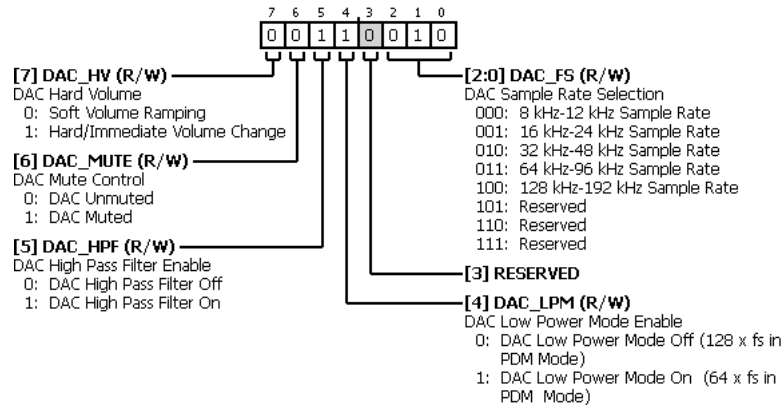 7 6 5 4 3 2 1 0
0 0 1 1 0 0 1 0
[7] DAC_HV (R/W)
DAC Hard Volume
0: Soft Volume Ramping
1: Hard/Immediate Volume Change
[6] DAC_MUTE (R/W)
DAC Mute Control
0: DAC Unmuted
1: DAC Muted
[5] DAC_HPF (R/W)
DAC High Pass Filter Enable
0: DAC High Pass Filter Off
1: DAC High Pass Filter On
[2:0] DAC_FS (R/W)
DAC Sample Rate Selection
000: 8 kHz-12 kHz Sample Rate
001: 16 kHz-24 kHz Sample Rate
010: 32 kHz-48 kHz Sample Rate
011: 64 kHz-96 kHz Sample Rate
100: 128 kHz-192 kHz Sample Rate
101: Reserved
110: Reserved
111: Reserved
[3] RESERVED
[4] DAC_LPM (R/W)
DAC Low Power Mode Enable
0: DAC Low Power Mode Off (128 x fs in
PDM Mode)
1: DAC Low Power Mode On (64 x fs in
PDM Mode)